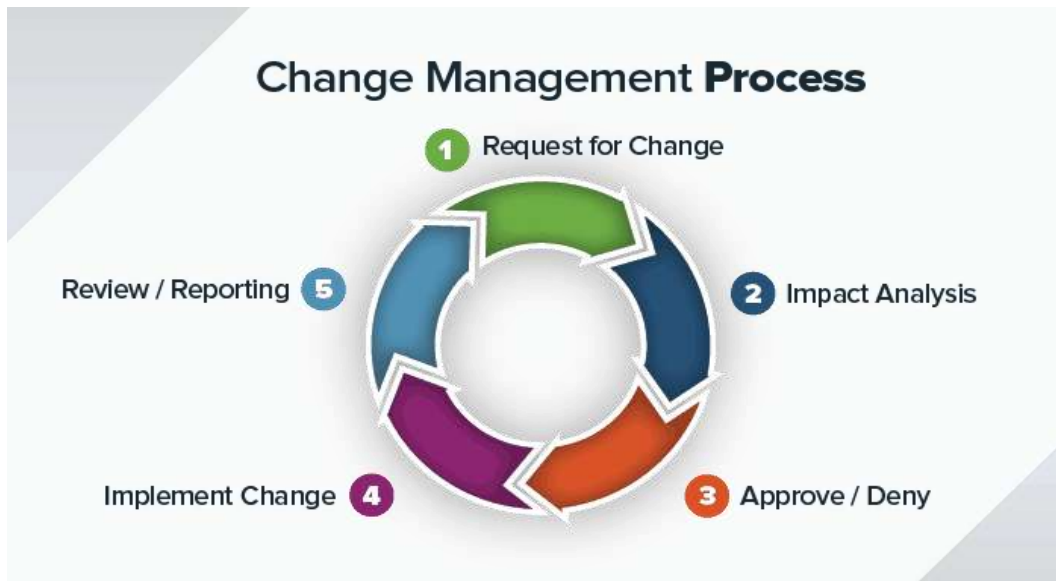 Change Management Process
1 Request for Change
2 Impact Analysis
3 Approve / Deny
Implement Change 4
Review / Reporting 5